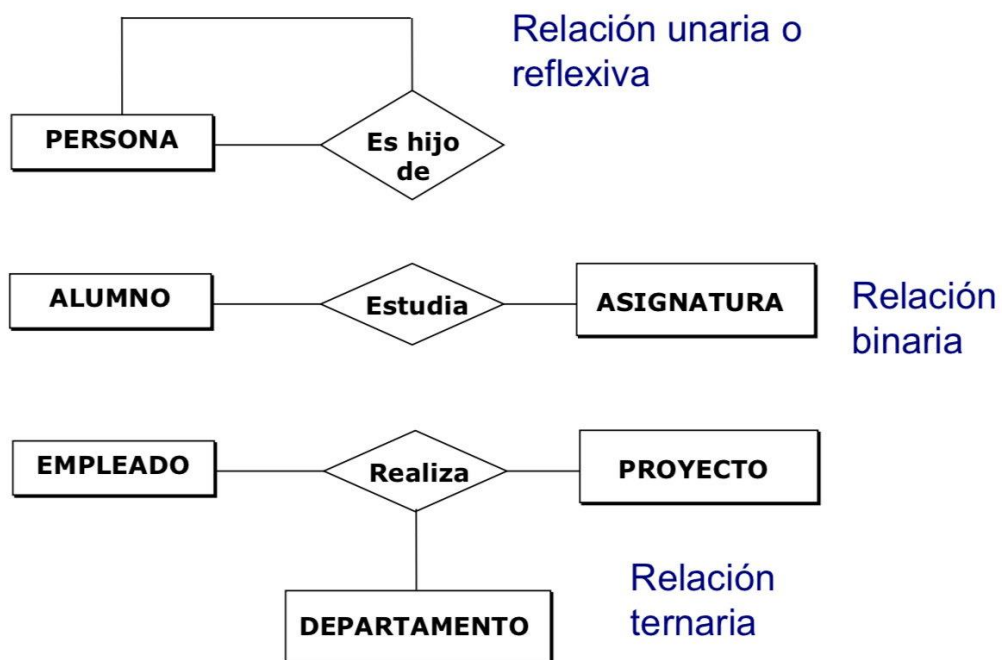 Relación unaria o
reflexiva
PERSONA
Es hijo
de
ALUMNO
Estudia
ASIGNATURA
Relación
binaria
EMPLEADO
Realiza
PROYECTO
Relación
ternaria
DEPARTAMENTO